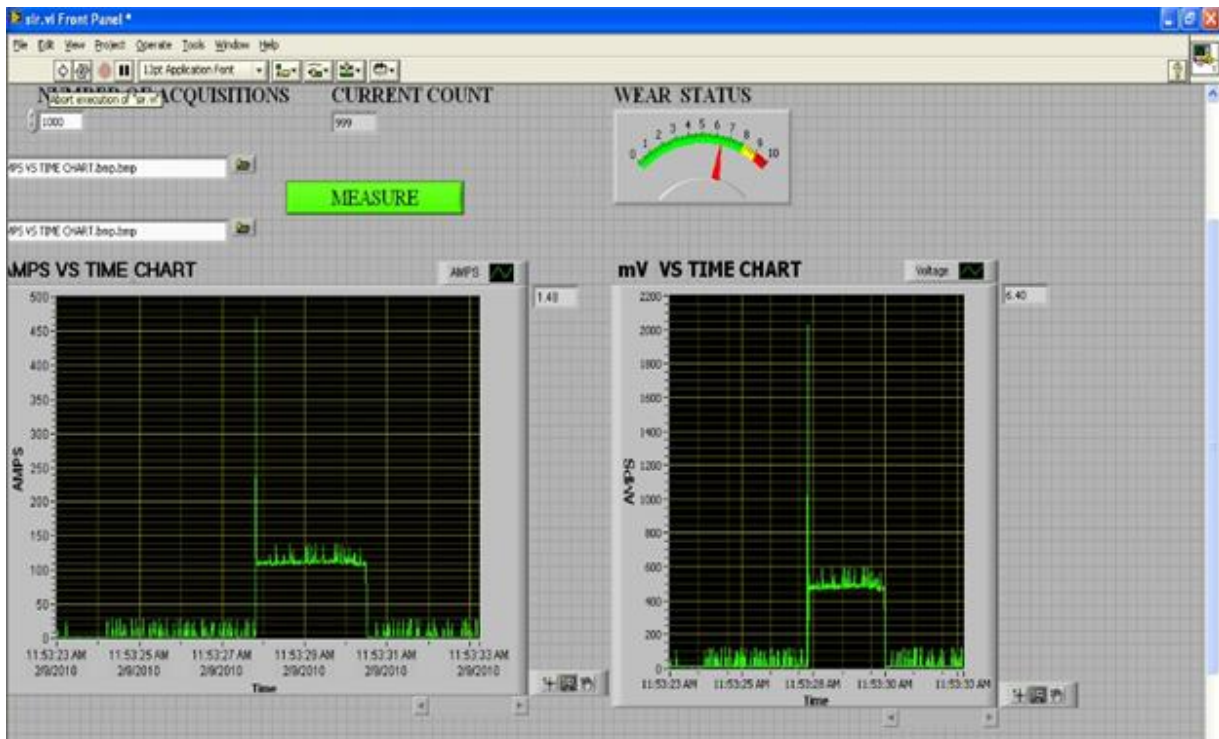 sir.vi Front Panel *
File Edit View Project Operate Tools Window Help
13pt Application Font
Abort execution of "sir.vi"
ACQUISITIONS CURRENT COUNT WEAR STATUS
1000 999
0 1 2 3 4 5 6 7 8 9 10
MPS VS TIME CHART.bmp.bmp
MEASURE
MPS VS TIME CHART.bmp.bmp
AMPS VS TIME CHART AMPS
1.40
500
450
400
350
300
250
200
150
100
50
0
AMPS
11:53:23 AM 11:53:25 AM 11:53:27 AM 11:53:29 AM 11:53:31 AM 11:53:33 AM
2/9/2010 2/9/2010 2/9/2010 2/9/2010 2/9/2010 2/9/2010
Time
mV VS TIME CHART Voltage
6.40
2200
2000
1800
1600
1400
1200
1000
800
600
400
200
0
AMPS
11:53:23 AM 11:53:25 AM 11:53:28 AM 11:53:30 AM 11:53:33 AM
Time